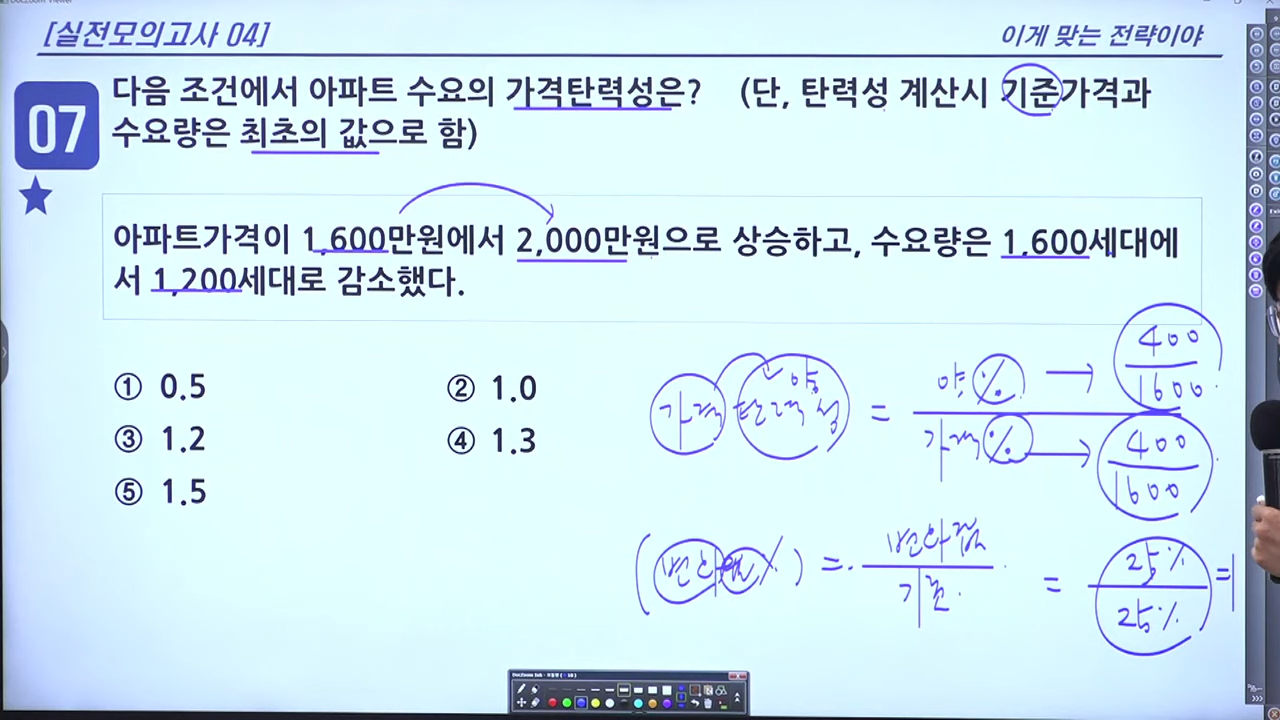 [실전모의고사 04]
이게 맞는 전략이야
07
다음 조건에서 아파트 수요의 가격탄력성은? (단, 탄력성 계산시 기준가격과
수요량은 최초의 값으로 함)
아파트가격이 1,600만원에서 2,000만원으로 상승하고, 수요량은 1,600세대에
서 1,200세대로 감소했다.
① 0.5
② 1.0
③ 1.2
④ 1.3
⑤ 1.5
가격 탄력성 = 양% → 400
1600
가격% → 400
1600
= 변화값
기준
= 25%
25%
=1